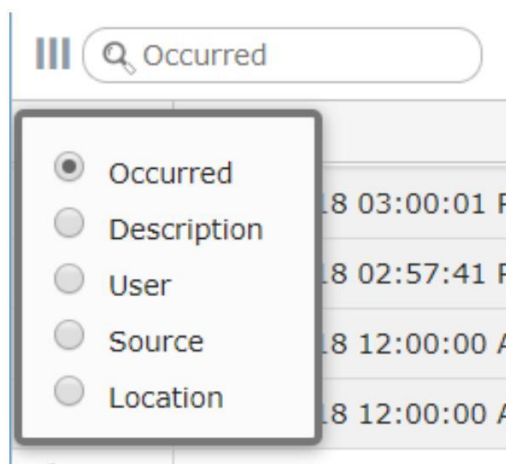 Occurred
Occurred
Description
18 03:00:01 P
User
18 02:57:41 P
Source
18 12:00:00 A
Location
18 12:00:00 A